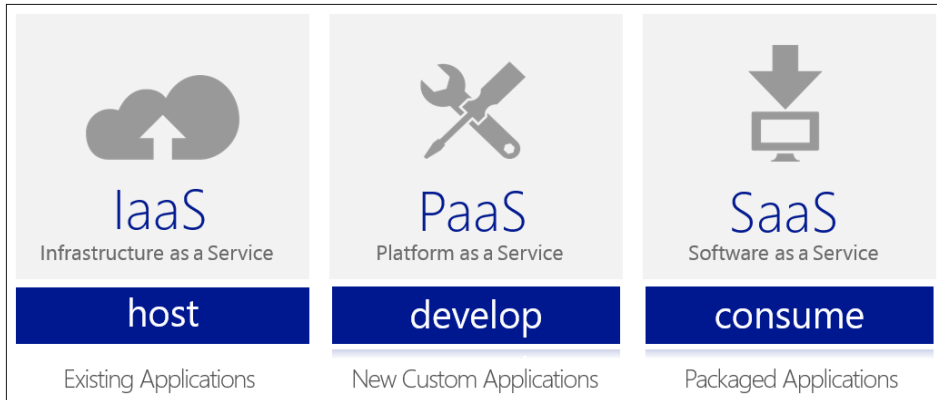 IaaS
Infrastructure as a Service
host
Existing Applications
PaaS
Platform as a Service
develop
New Custom Applications
SaaS
Software as a Service
consume
Packaged Applications